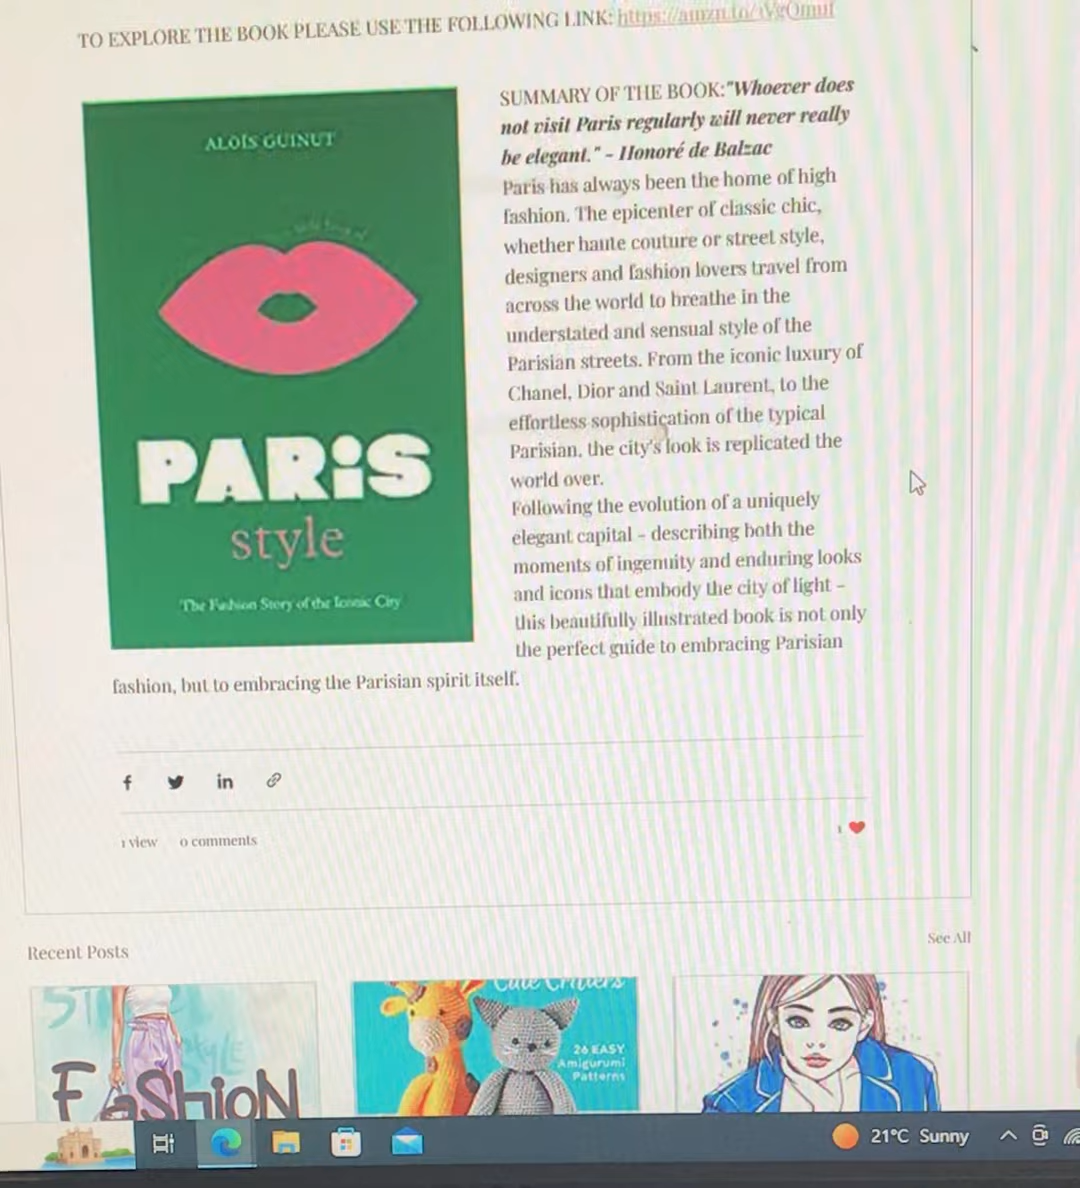 TO EXPLORE THE BOOK PLEASE USE THE FOLLOWING LINK:
ALOÏS GUINUT
PARiS
style
The Fashion Story of the Iconic City
SUMMARY OF THE BOOK:"Whoever does
not visit Paris regularly will never really
be elegant." - Honoré de Balzac
Paris has always been the home of high
fashion. The epicenter of classic chic,
whether haute couture or street style,
designers and fashion lovers travel from
across the world to breathe in the
understated and sensual style of the
Parisian streets. From the iconic luxury of
Chanel, Dior and Saint Laurent, to the
effortless sophistication of the typical
Parisian, the city's look is replicated the
world over.
Following the evolution of a uniquely
elegant capital – describing both the
moments of ingenuity and enduring looks
and icons that embody the city of light –
this beautifully illustrated book is not only
the perfect guide to embracing Parisian
fashion, but to embracing the Parisian spirit itself.
1 view 0 comments
1
Recent Posts
See All
STYLE
FaSHioN
Cute Critters
26 EASY
Amigurumi
Patterns
21°C Sunny